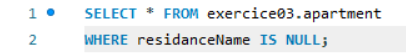 1 SELECT * FROM exercice03.apartment
2 WHERE residanceName IS NULL;